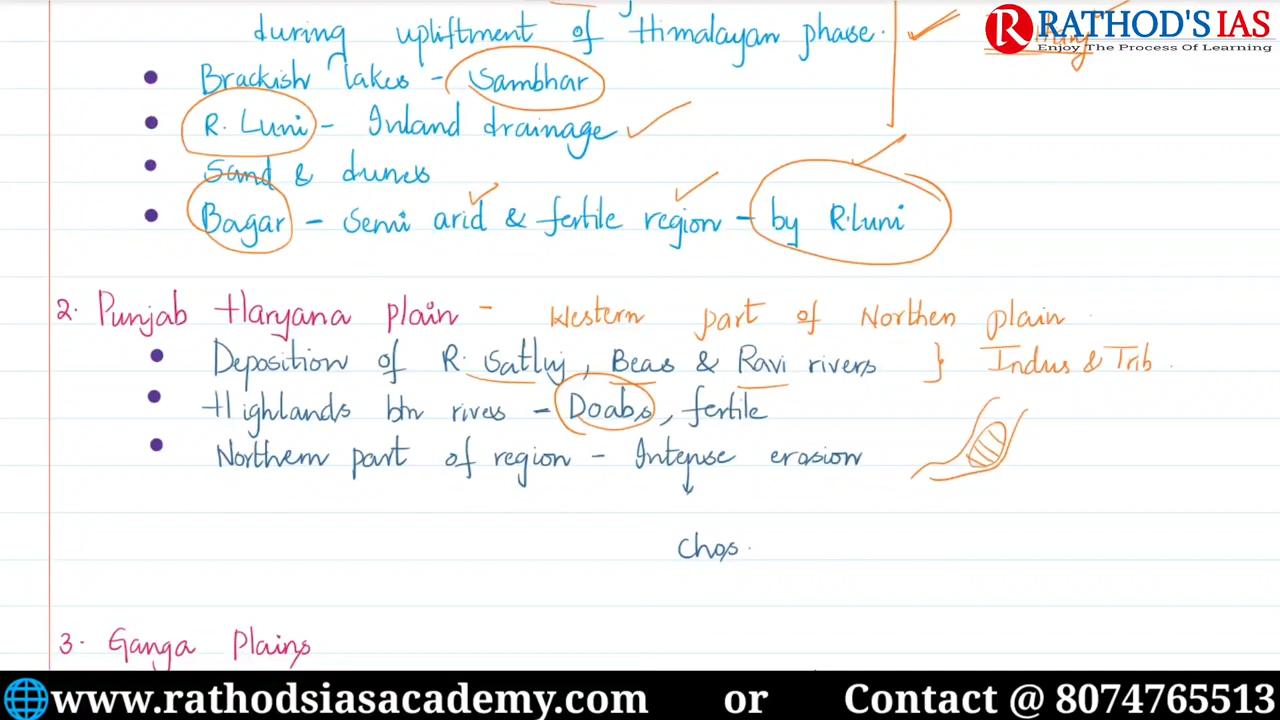 during upliftment of Himalayan phase.
RATHOD'S IAS
Enjoy The Process Of Learning
Brackish lakes - Sambhar
R. Luni - Inland drainage
Sand & dunes
Bagar - Semi arid & fertile region - by R.Luni
2. Punjab Haryana plain - Western part of Northen plain
Deposition of R. Satluj, Beas & Ravi rivers } Indus & Trib.
Highlands btn rives - Doabs, fertile
Northern part of region - Intense erosion
Chos.
3. Ganga Plains
www.rathodsiasacademy.com or Contact @ 8074765513